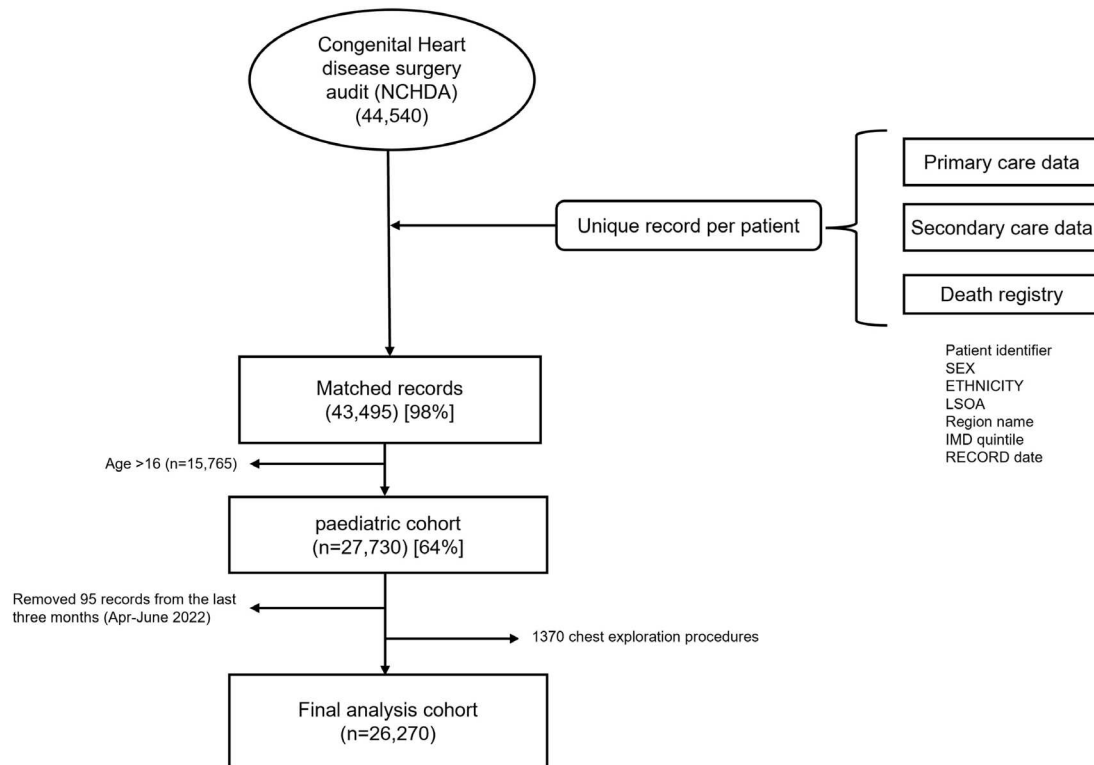 Congenital Heart
disease surgery
audit (NCHDA)
(44,540)
Primary care data
Unique record per patient
Secondary care data
Death registry
Patient identifier
SEX
ETHNICITY
LSOA
Region name
IMD quintile
RECORD date
Matched records
(43,495) [98%]
Age >16 (n=15,765)
paediatric cohort
(n=27,730) [64%]
Removed 95 records from the last
three months (Apr-June 2022)
1370 chest exploration procedures
Final analysis cohort
(n=26,270)